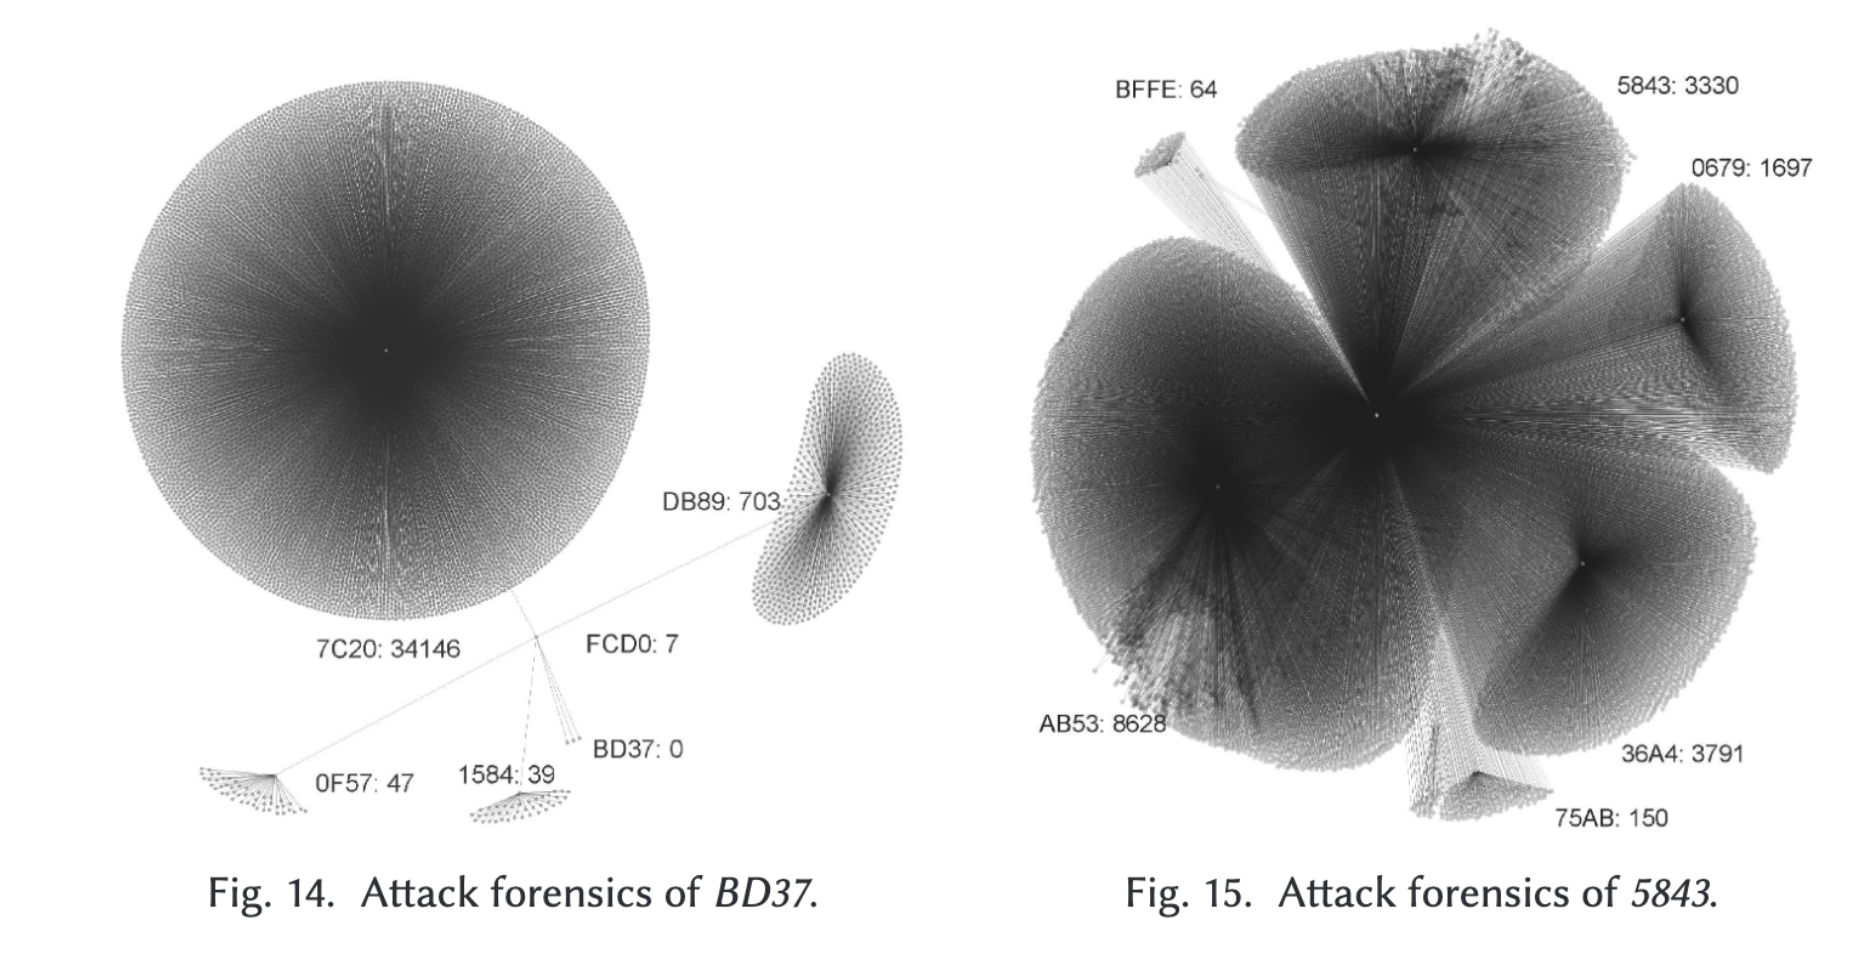 BFFE: 64
5843: 3330
0679: 1697
DB89: 703
7C20: 34146
FCD0: 7
BD37: 0
0F57: 47
1584: 39
AB53: 8628
36A4: 3791
75AB: 150
Fig. 14. Attack forensics of BD37.
Fig. 15. Attack forensics of 5843.